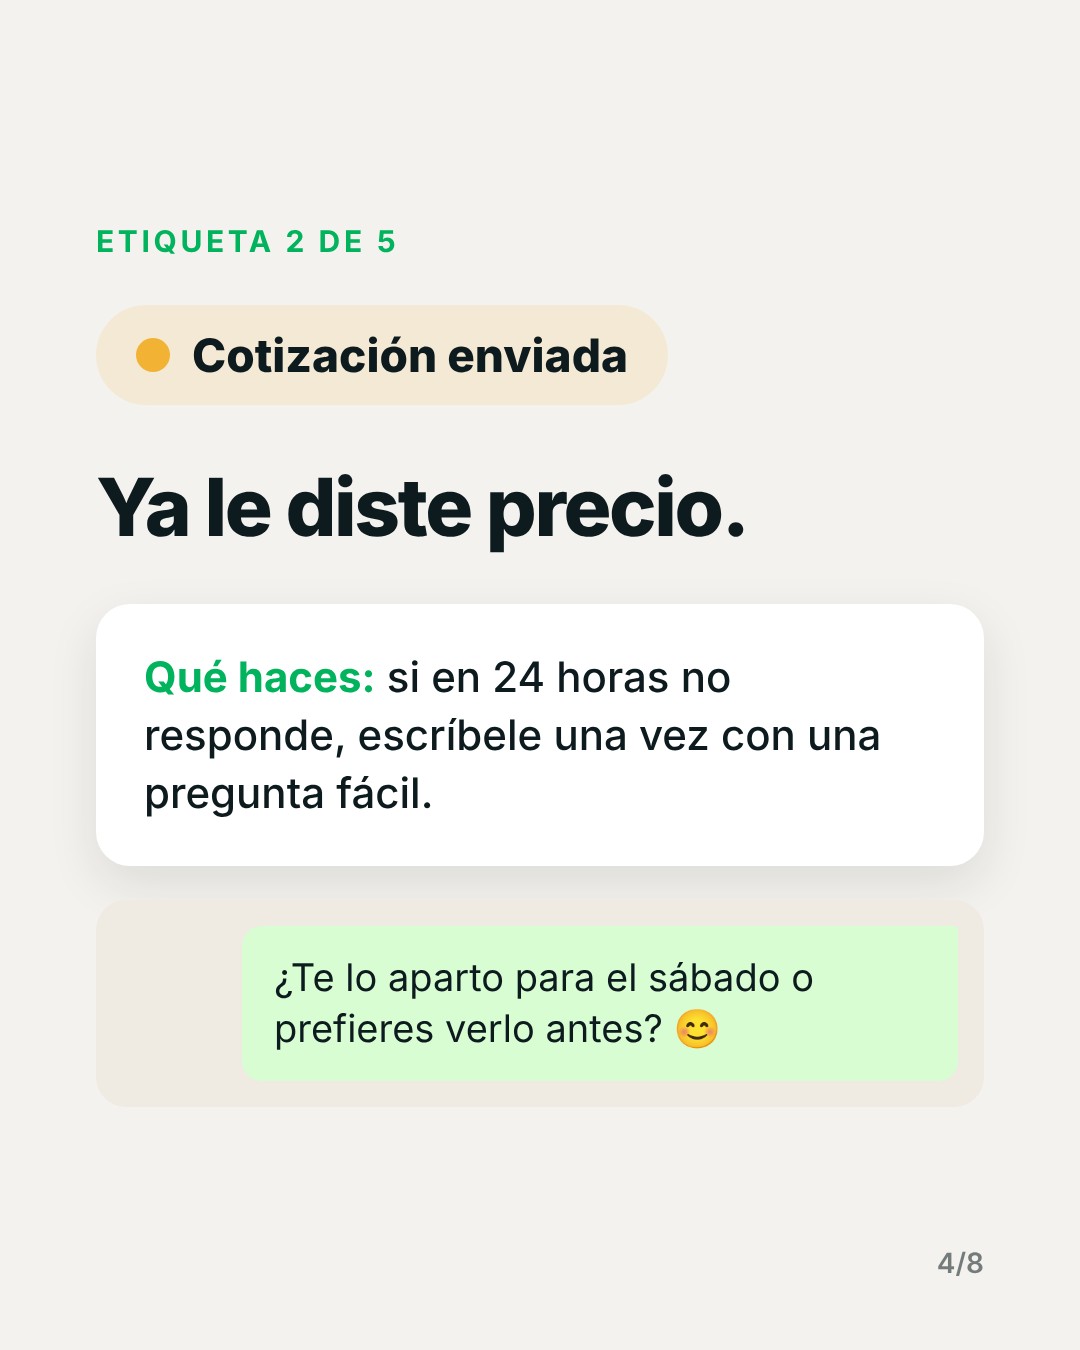 ETIQUETA 2 DE 5
Cotización enviada
Ya le diste precio.
Qué haces: si en 24 horas no
responde, escríbele una vez con una
pregunta fácil.
¿Te lo aparto para el sábado o
prefieres verlo antes? 😊
4/8